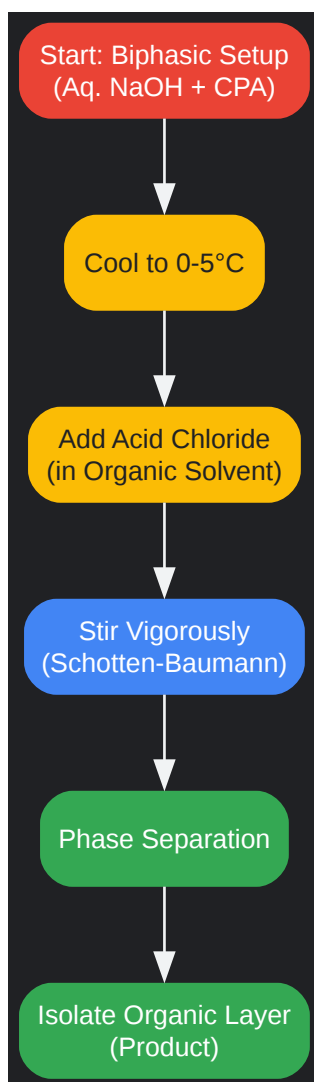 Start: Biphasic Setup
(Aq. NaOH + CPA)
Cool to 0-5°C
Add Acid Chloride
(in Organic Solvent)
Stir Vigorously
(Schotten-Baumann)
Phase Separation
Isolate Organic Layer
(Product)